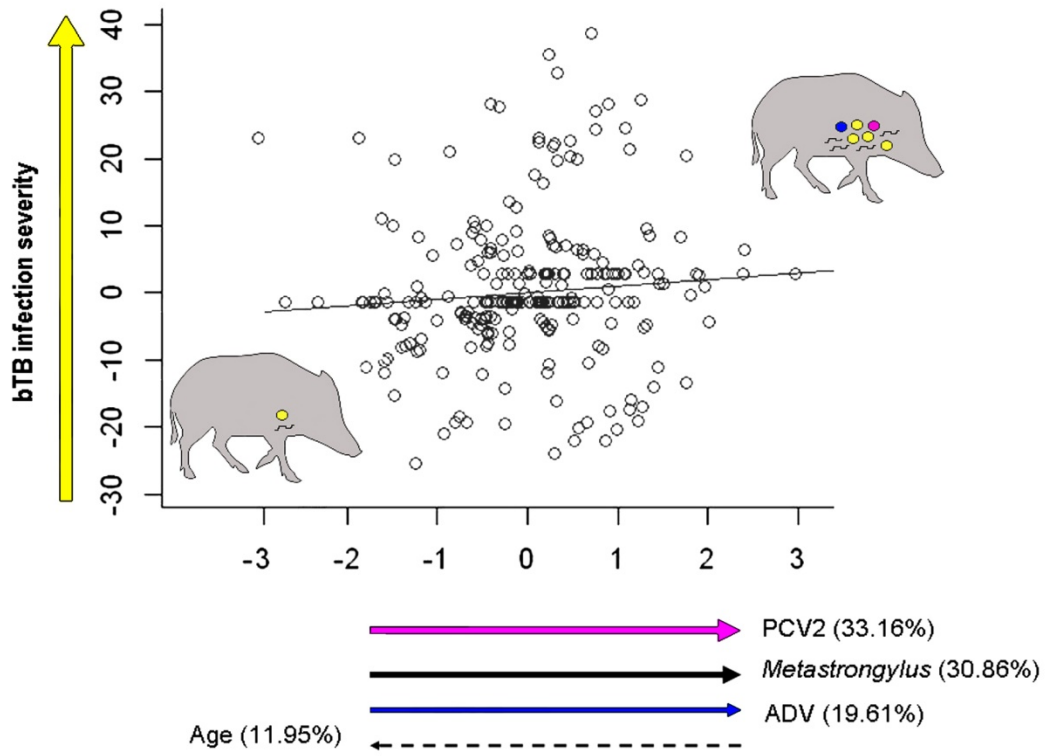 bTB infection severity
40
30
20
10
0
-10
-20
-30
-3 -2 -1 0 1 2 3
PCV2 (33.16%)
Metastrongylus (30.86%)
ADV (19.61%)
Age (11.95%)